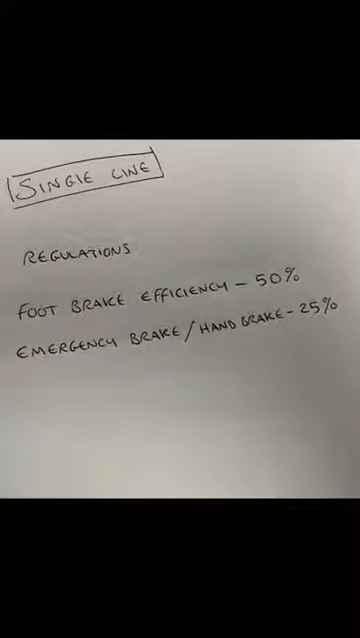 SINGLE LINE
REGULATIONS
FOOT BRAKE EFFICIENCY - 50%
EMERGENCY BRAKE / HAND BRAKE - 25%